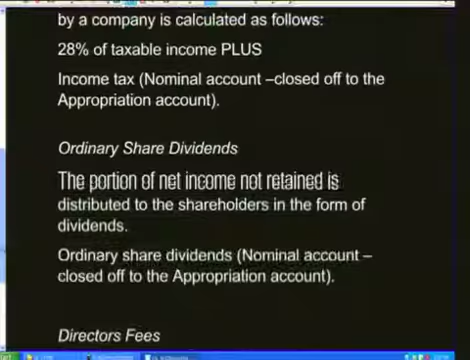 by a company is calculated as follows:
28% of taxable income PLUS
Income tax (Nominal account –closed off to the
Appropriation account).
Ordinary Share Dividends
The portion of net income not retained is
distributed to the shareholders in the form of
dividends.
Ordinary share dividends (Nominal account –
closed off to the Appropriation account).
Directors Fees